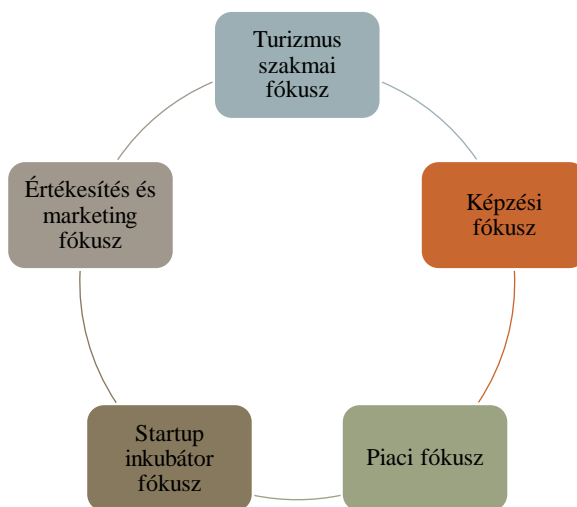 Turizmus
szakmai
fókusz
Képzési
fókusz
Piaci fókusz
Startup
inkubátor
fókusz
Értékesítés és
marketing
fókusz